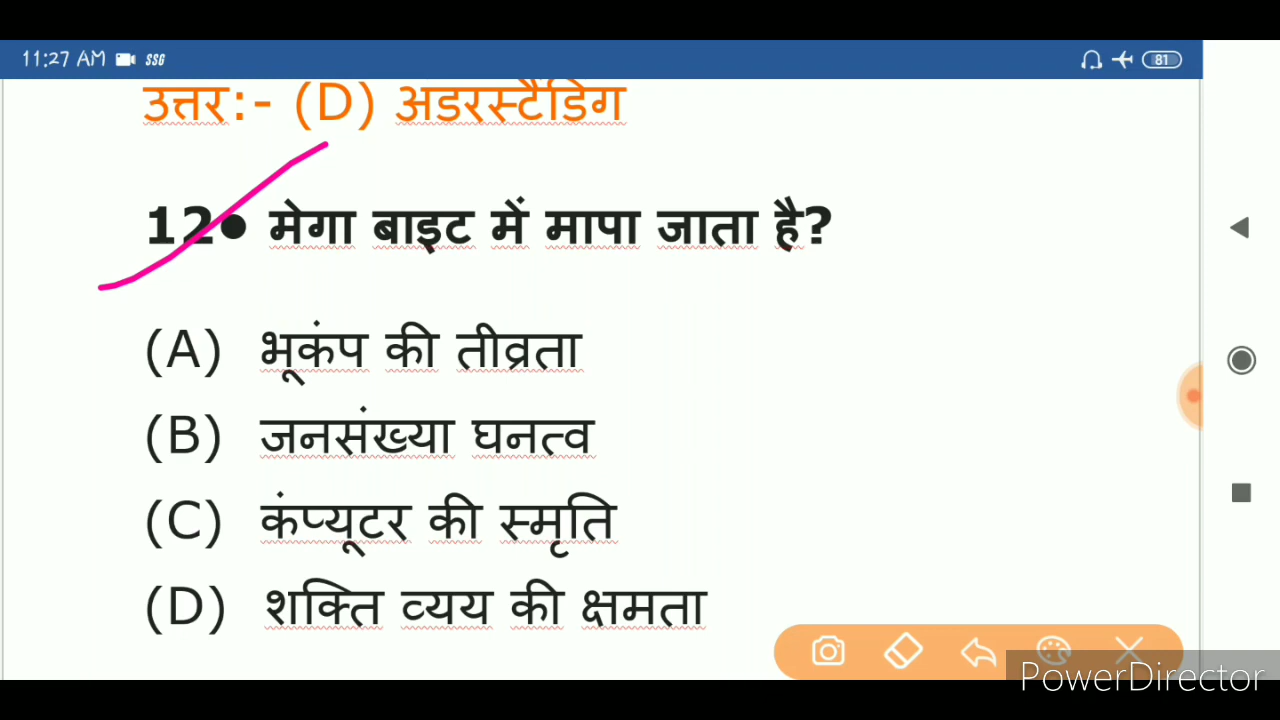 11:27 AM SSG 81
उत्तर:- (D) अडरस्टैंडिग
12● मेगा बाइट में मापा जाता है?
(A) भूकंप की तीव्रता
(B) जनसंख्या घनत्व
(C) कंप्यूटर की स्मृति
(D) शक्ति व्यय की क्षमता
PowerDirector